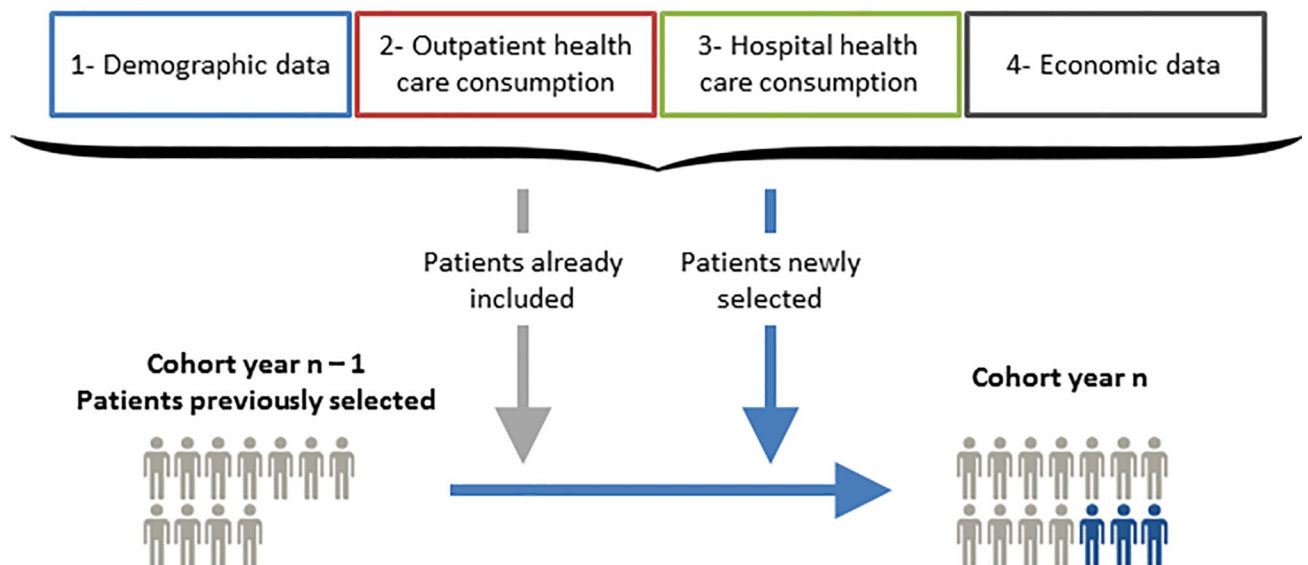 1- Demographic data
2- Outpatient health
care consumption
3- Hospital health
care consumption
4- Economic data
Patients already
included
Patients newly
selected
Cohort year n – 1
Patients previously selected
Cohort year n